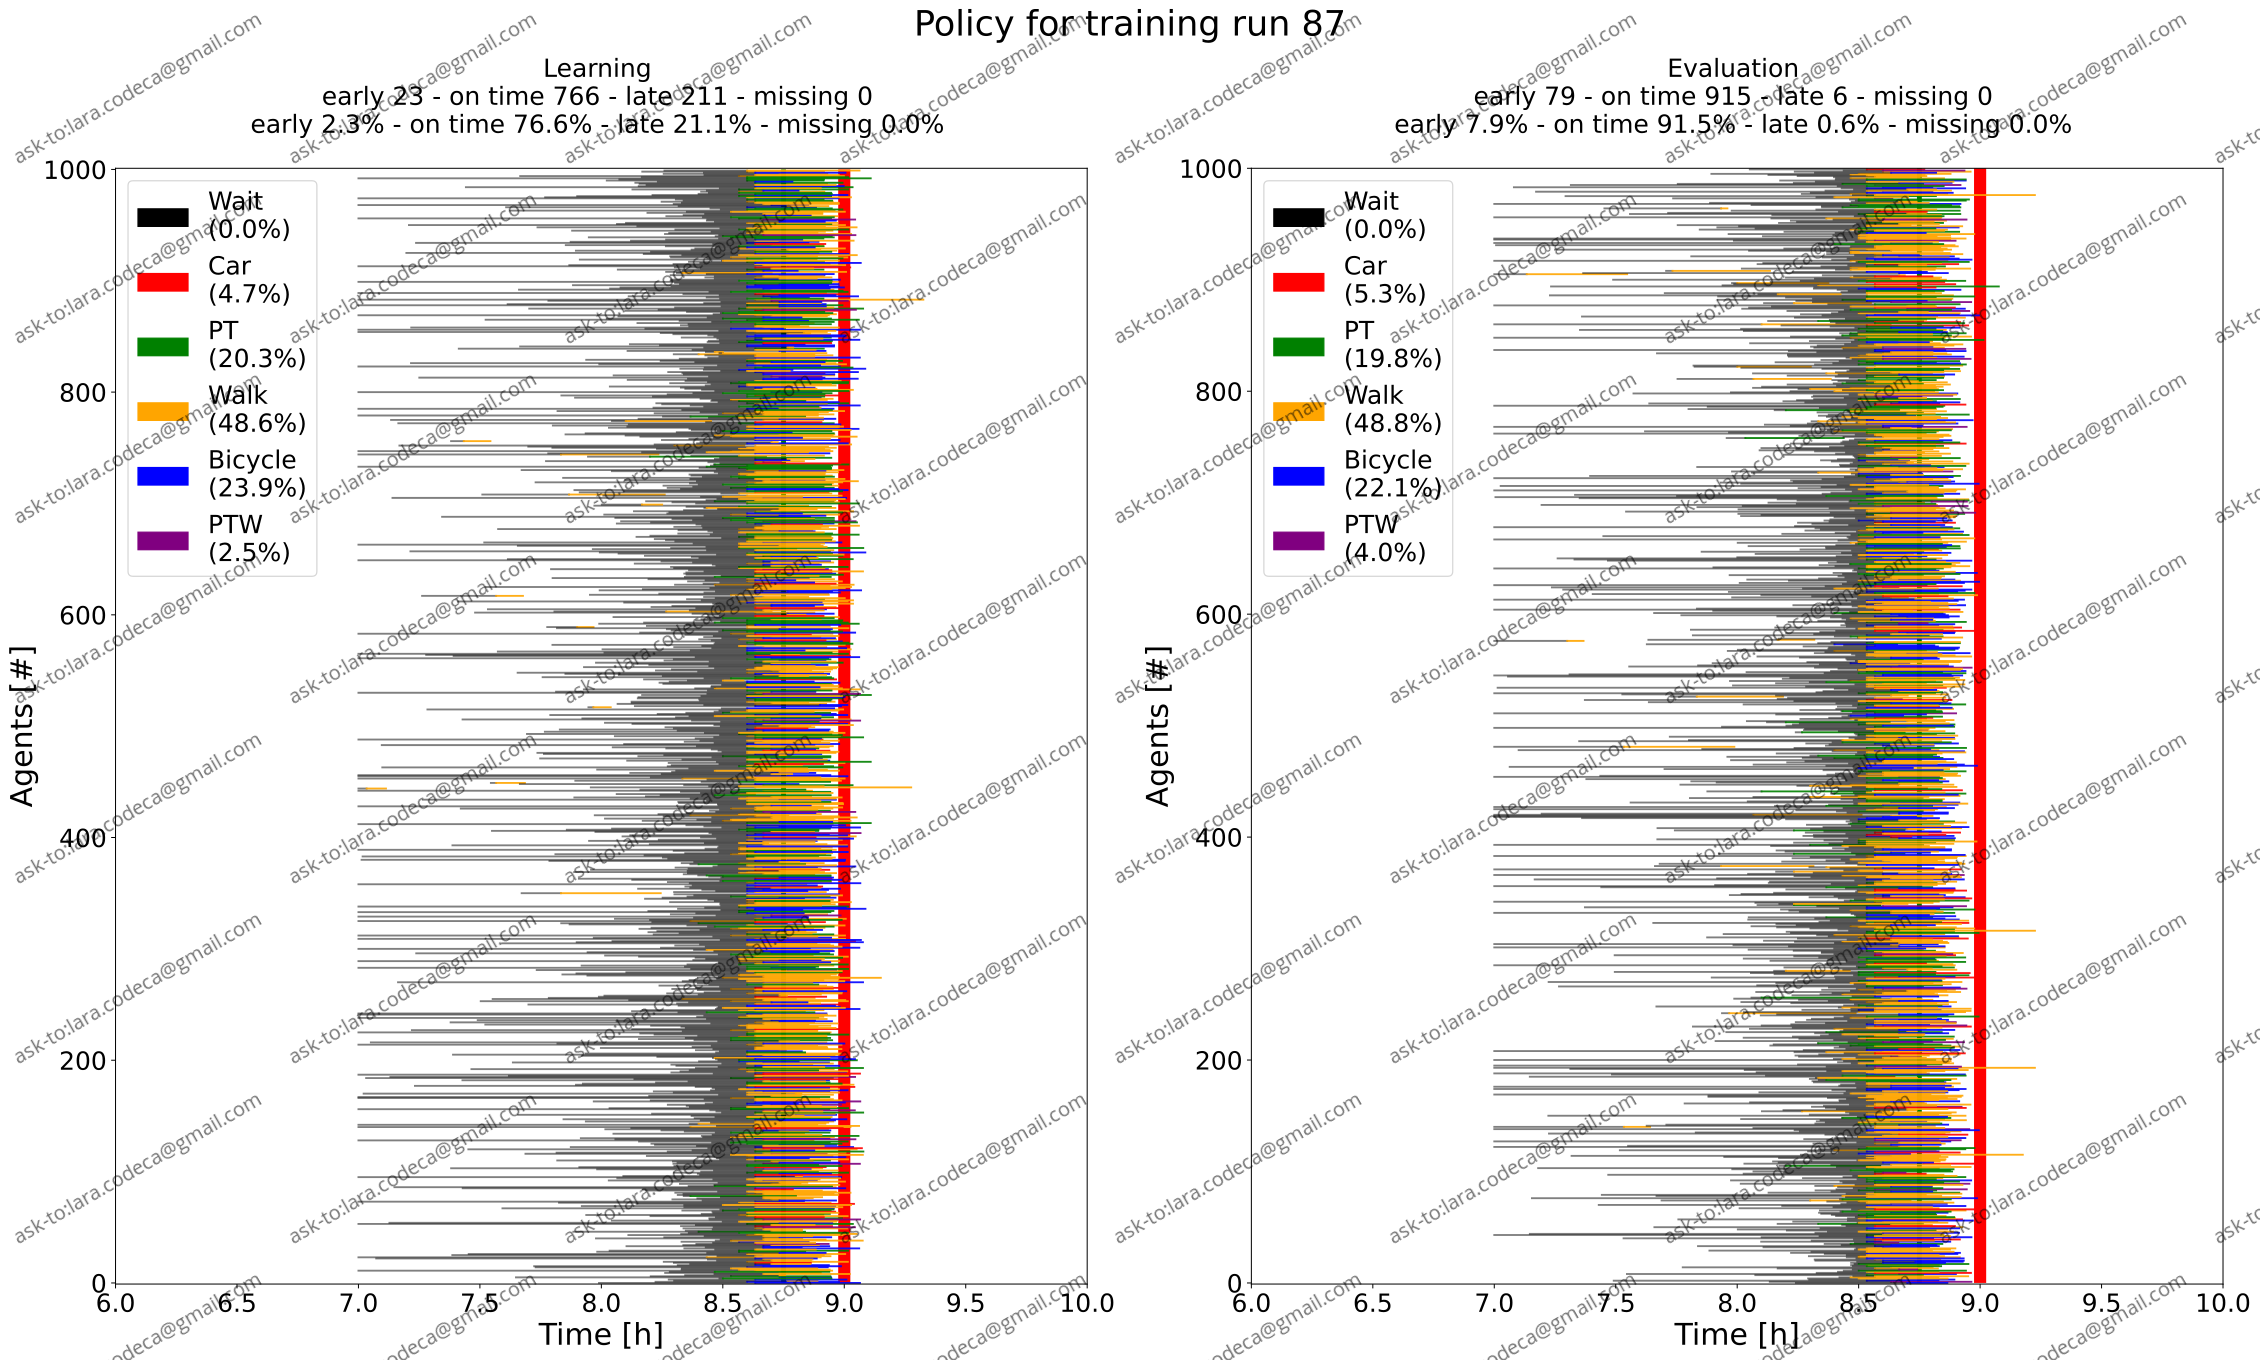 Policy for training run 87
Learning
early 23 - on time 766 - late 211 - missing 0
early 2.3% - on time 76.6% - late 21.1% - missing 0.0%
1000
800
600
400
200
0
Agents [#]
Wait
(0.0%)
Car
(4.7%)
PT
(20.3%)
Walk
(48.6%)
Bicycle
(23.9%)
PTW
(2.5%)
6.0 6.5 7.0 7.5 8.0 8.5 9.0 9.5 10.0
Time [h]
Evaluation
early 79 - on time 915 - late 6 - missing 0
early 7.9% - on time 91.5% - late 0.6% - missing 0.0%
1000
800
600
400
200
0
Agents [#]
Wait
(0.0%)
Car
(5.3%)
PT
(19.8%)
Walk
(48.8%)
Bicycle
(22.1%)
PTW
(4.0%)
6.0 6.5 7.0 7.5 8.0 8.5 9.0 9.5 10.0
Time [h]
ask-to:lara.codeca@gmail.com